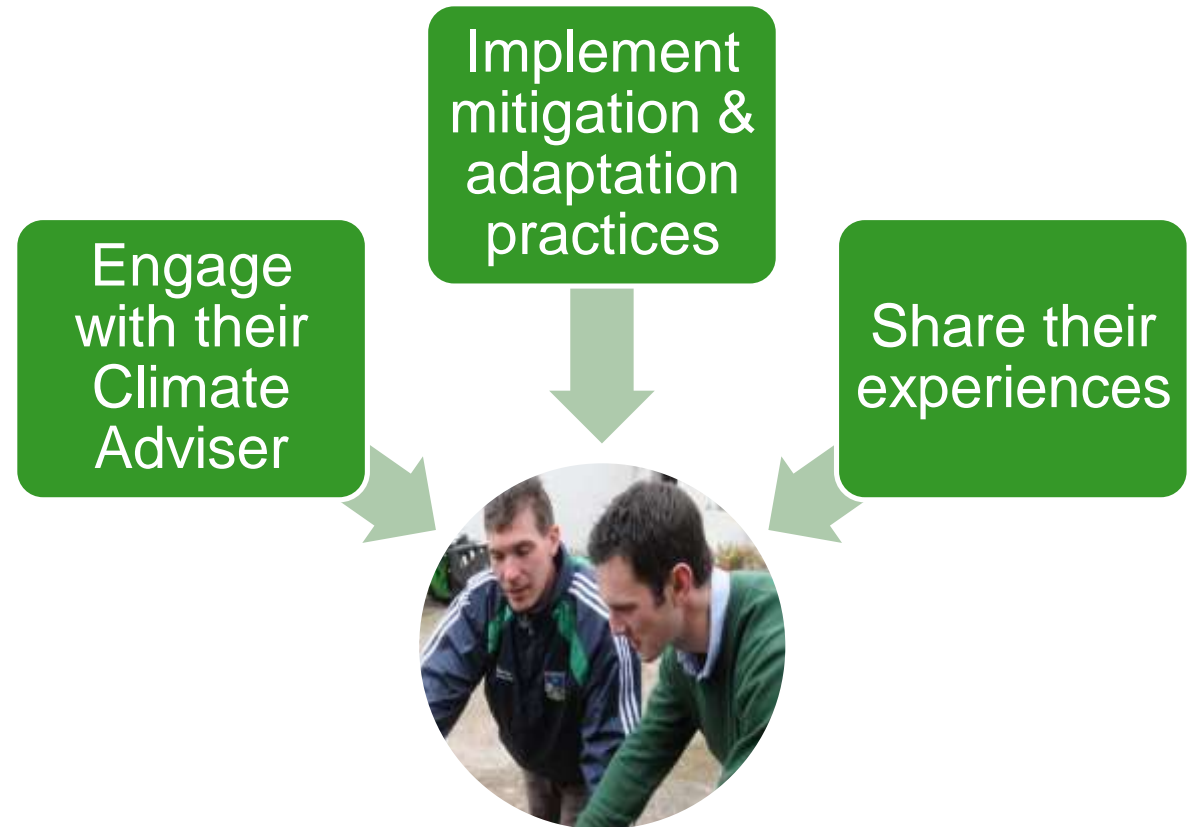 Implement
mitigation &
adaptation
practices
Engage
with their
Climate
Adviser
Share their
experiences